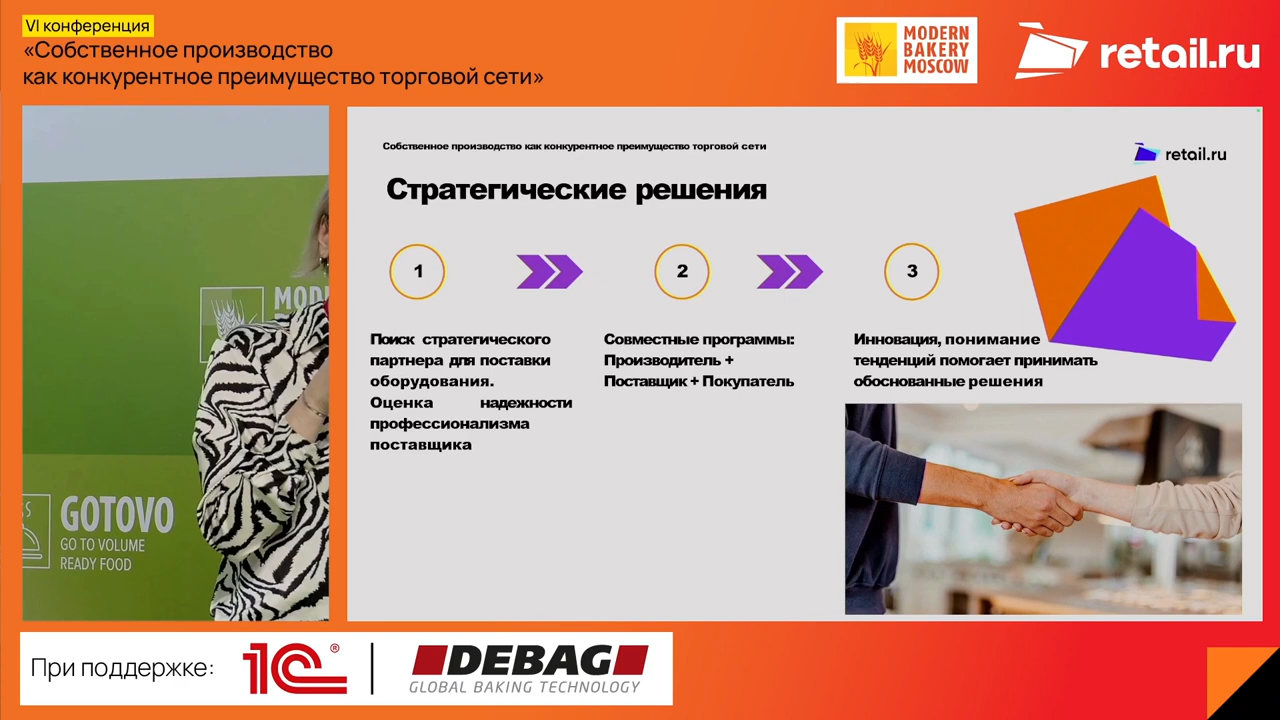 VI конференция
«Собственное производство
как конкурентное преимущество торговой сети»
MODERN
BAKERY
MOSCOW
retail.ru
GOTOVO
GO TO VOLUME
READY FOOD
Собственное производство как конкурентное преимущество торговой сети
retail.ru
Стратегические решения
1
2
3
Поиск стратегического
партнера для поставки
оборудования.
Оценка надежности
профессионализма
поставщика
Совместные программы:
Производитель +
Поставщик + Покупатель
Инновация, понимание
тенденций помогает принимать
обоснованные решения
При поддержке:
1С®
DEBAG
GLOBAL BAKING TECHNOLOGY